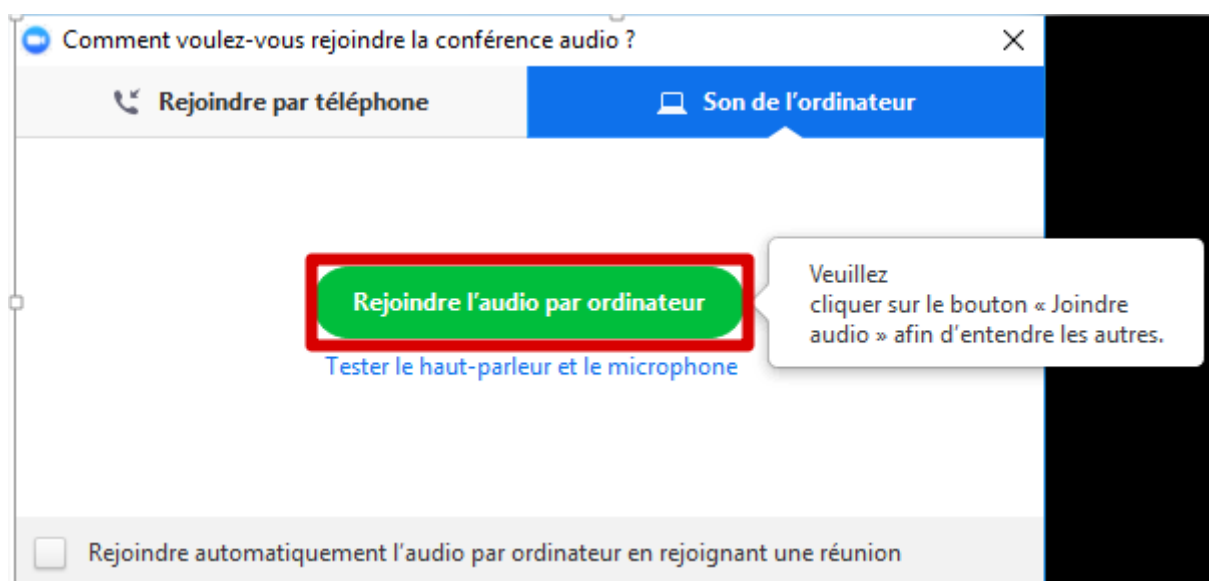 Comment voulez-vous rejoindre la conférence audio ?
Rejoindre par téléphone
Son de l’ordinateur
Rejoindre l’audio par ordinateur
Veuillez
cliquer sur le bouton « Joindre
audio » afin d’entendre les autres.
Tester le haut-parleur et le microphone
Rejoindre automatiquement l’audio par ordinateur en rejoignant une réunion